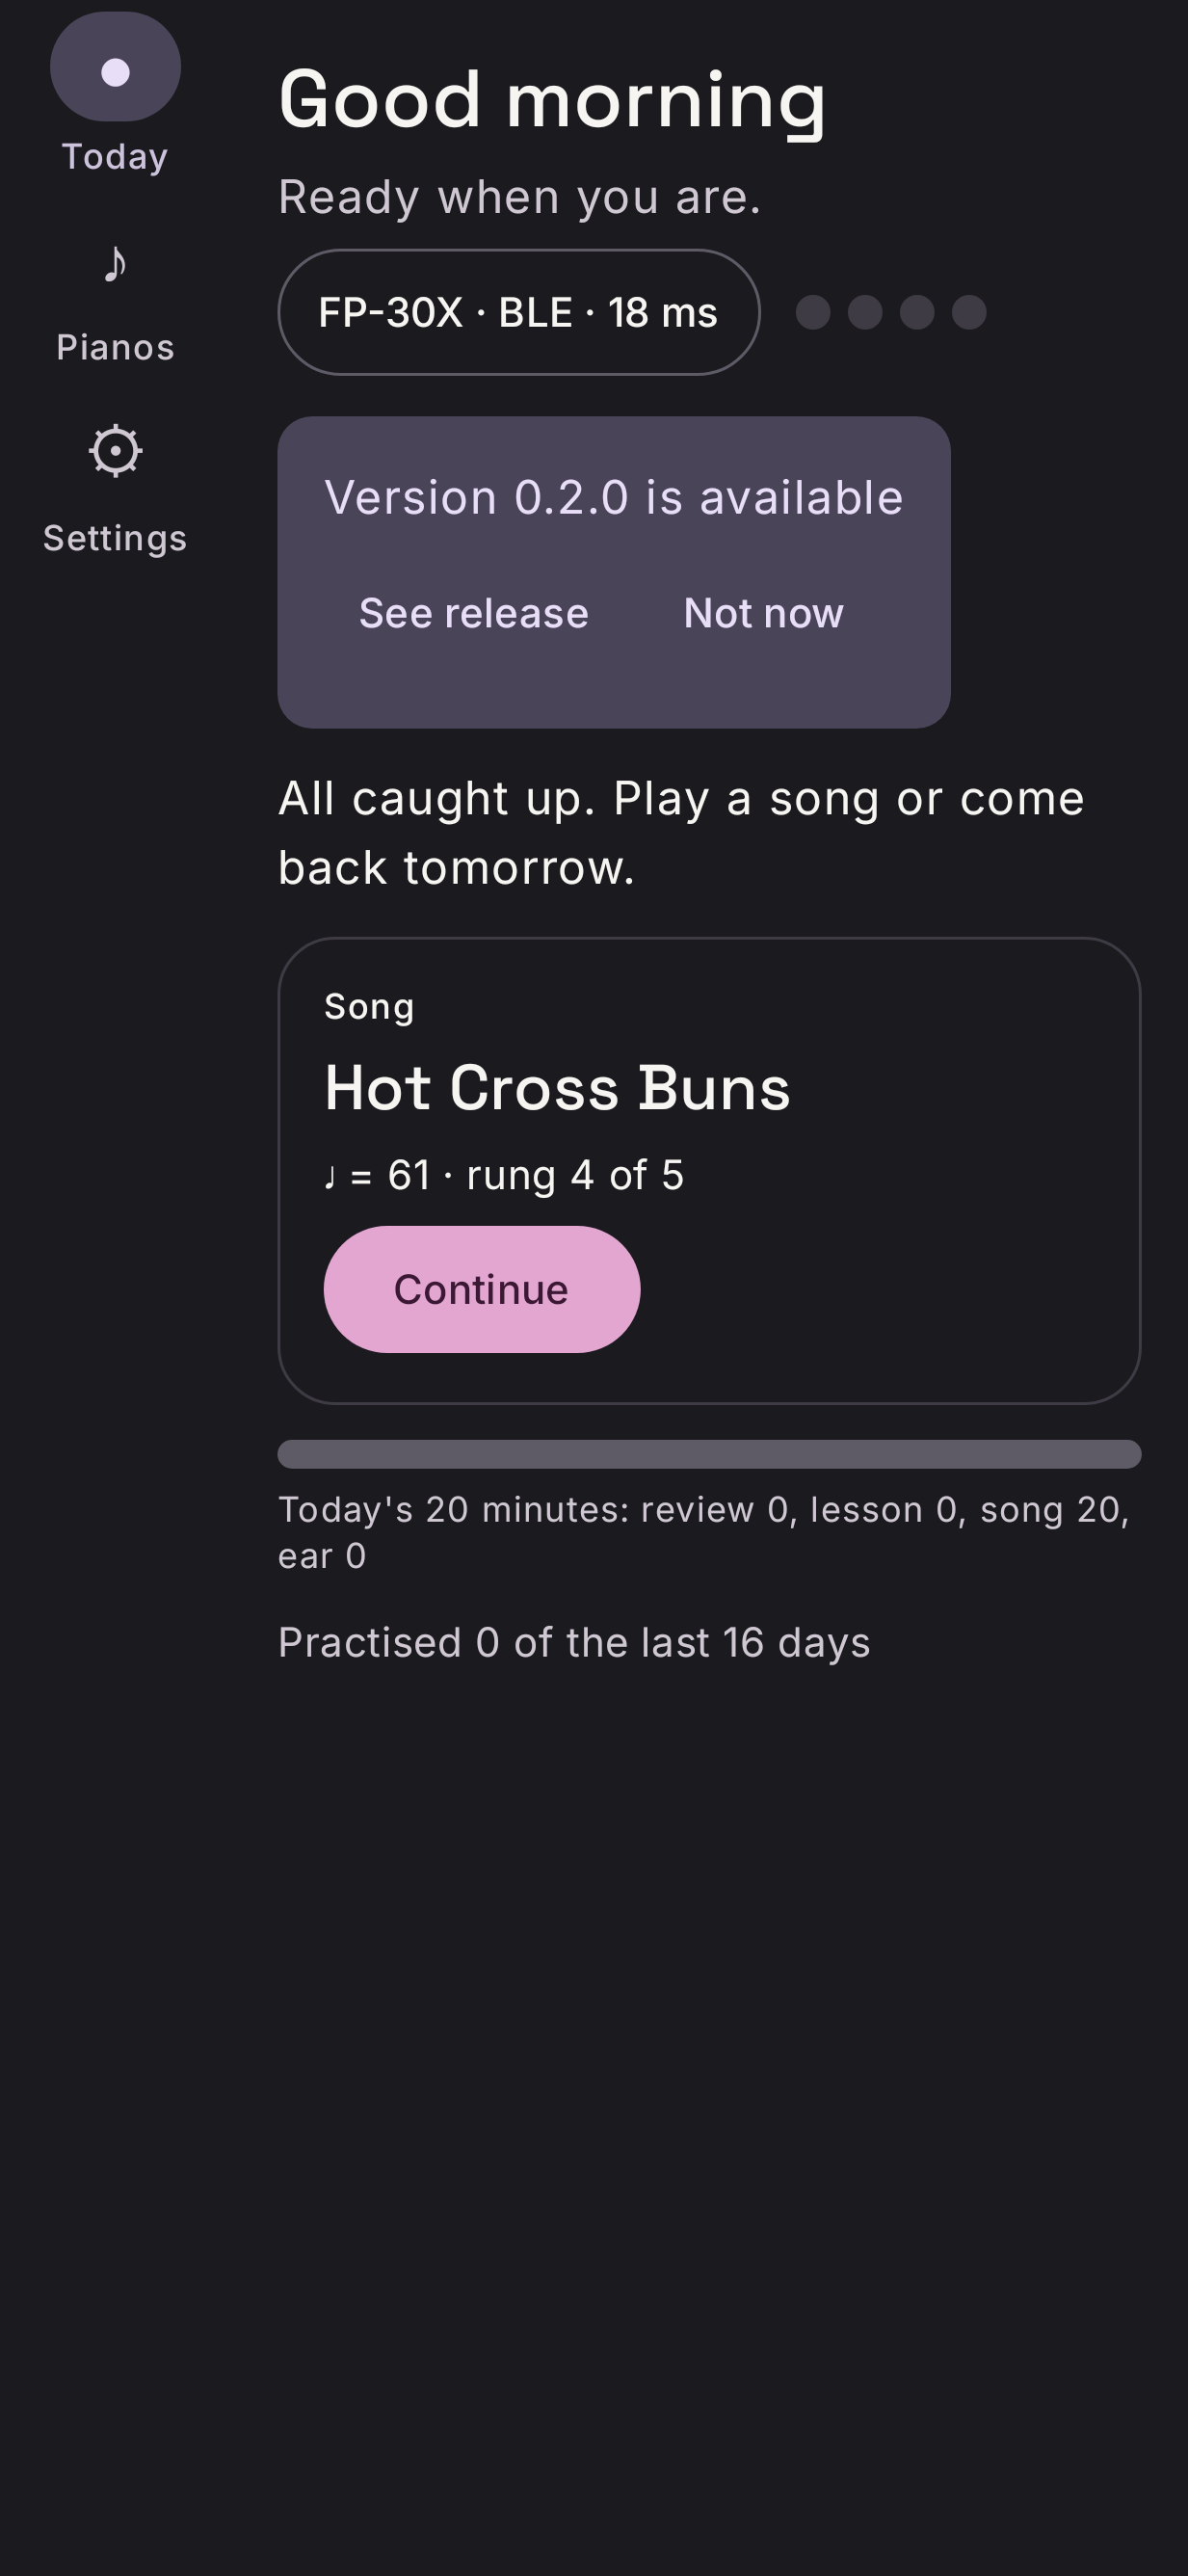 Today
Pianos
Settings
Good morning
Ready when you are.
FP-30X · BLE · 18 ms
Version 0.2.0 is available
See release Not now
All caught up. Play a song or come
back tomorrow.
Song
Hot Cross Buns
♩ = 61 · rung 4 of 5
Continue
Today's 20 minutes: review 0, lesson 0, song 20,
ear 0
Practised 0 of the last 16 days